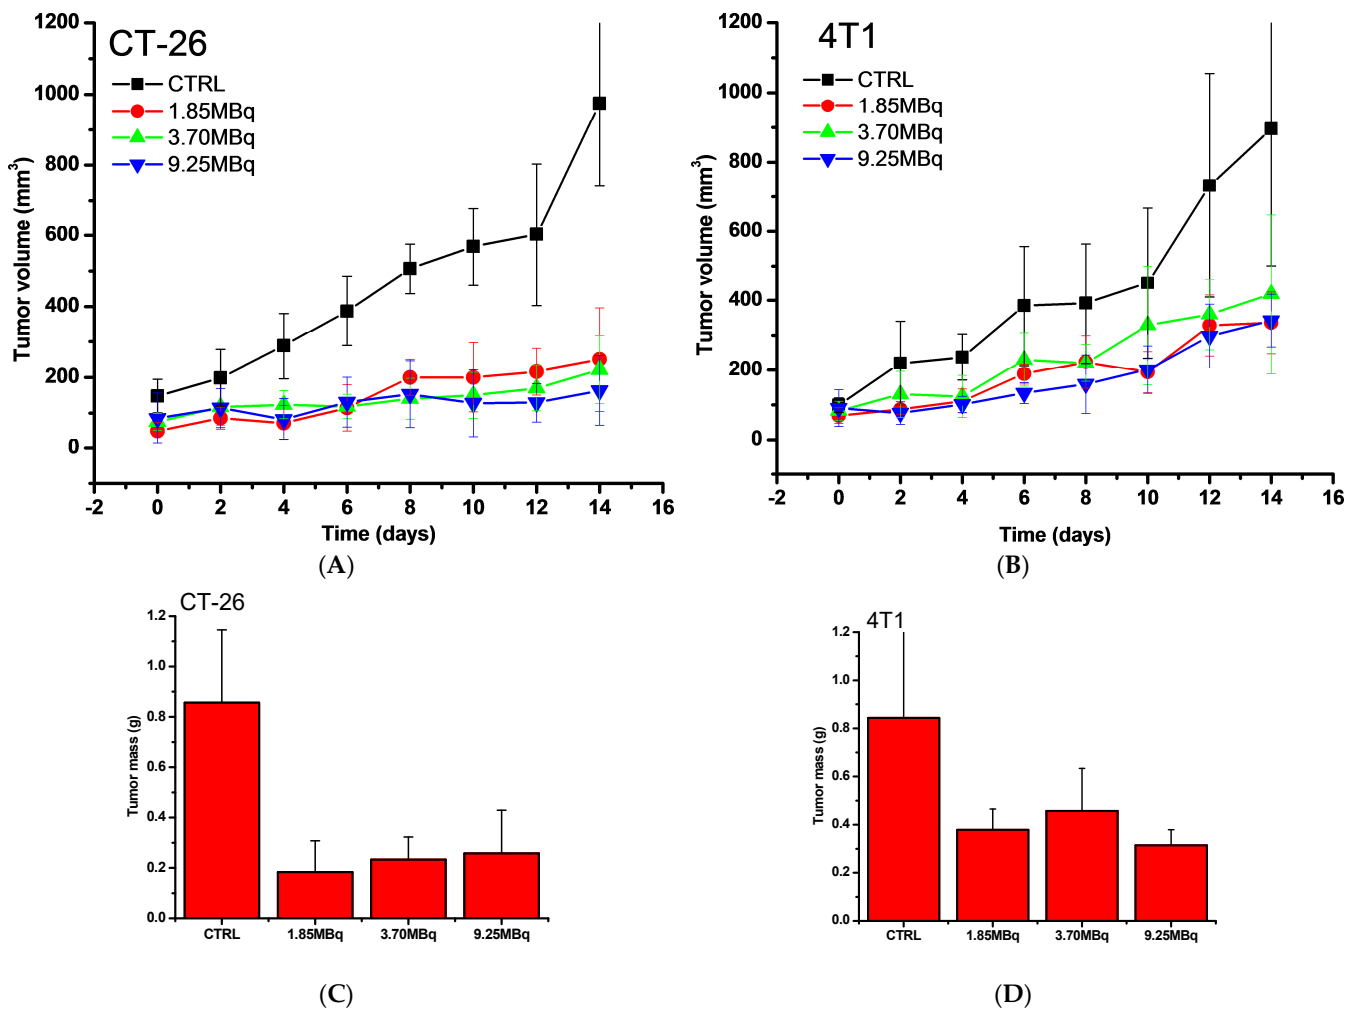 CT-26
CTRL
1.85MBq
3.70MBq
9.25MBq
1200
1000
800
600
400
200
0
Tumor volume (mm³)
-2 0 2 4 6 8 10 12 14 16
Time (days)
(A)
4T1
CTRL
1.85MBq
3.70MBq
9.25MBq
1200
1000
800
600
400
200
0
Tumor volume (mm³)
-2 0 2 4 6 8 10 12 14 16
Time (days)
(B)
CT-26
1.2
1.0
0.8
0.6
0.4
0.2
0.0
Tumor mass (g)
CTRL 1.85MBq 3.70MBq 9.25MBq
(C)
4T1
1.2
1.0
0.8
0.6
0.4
0.2
0.0
Tumor mass (g)
CTRL 1.85MBq 3.70MBq 9.25MBq
(D)